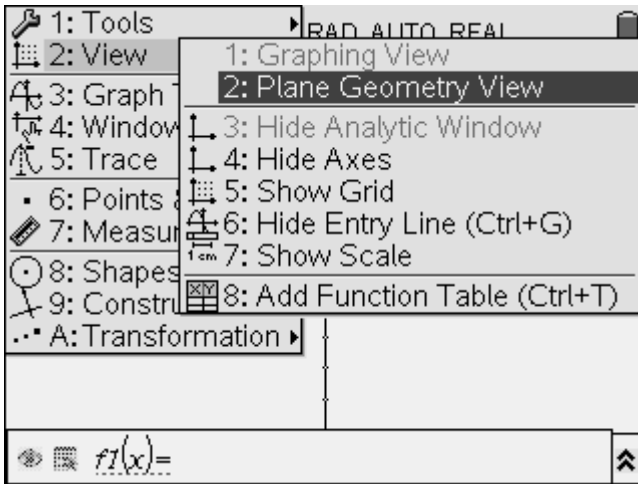 1: Tools
RAD AUTO REAL
2: View
1: Graphing View
2: Plane Geometry View
3: Graph
3: Hide Analytic Window
4: Window
4: Hide Axes
5: Trace
5: Show Grid
6: Points
6: Hide Entry Line (Ctrl+G)
7: Measur
1 cm 7: Show Scale
8: Shapes
XY 8: Add Function Table (Ctrl+T)
9: Constru
A: Transformation
f1(x)=